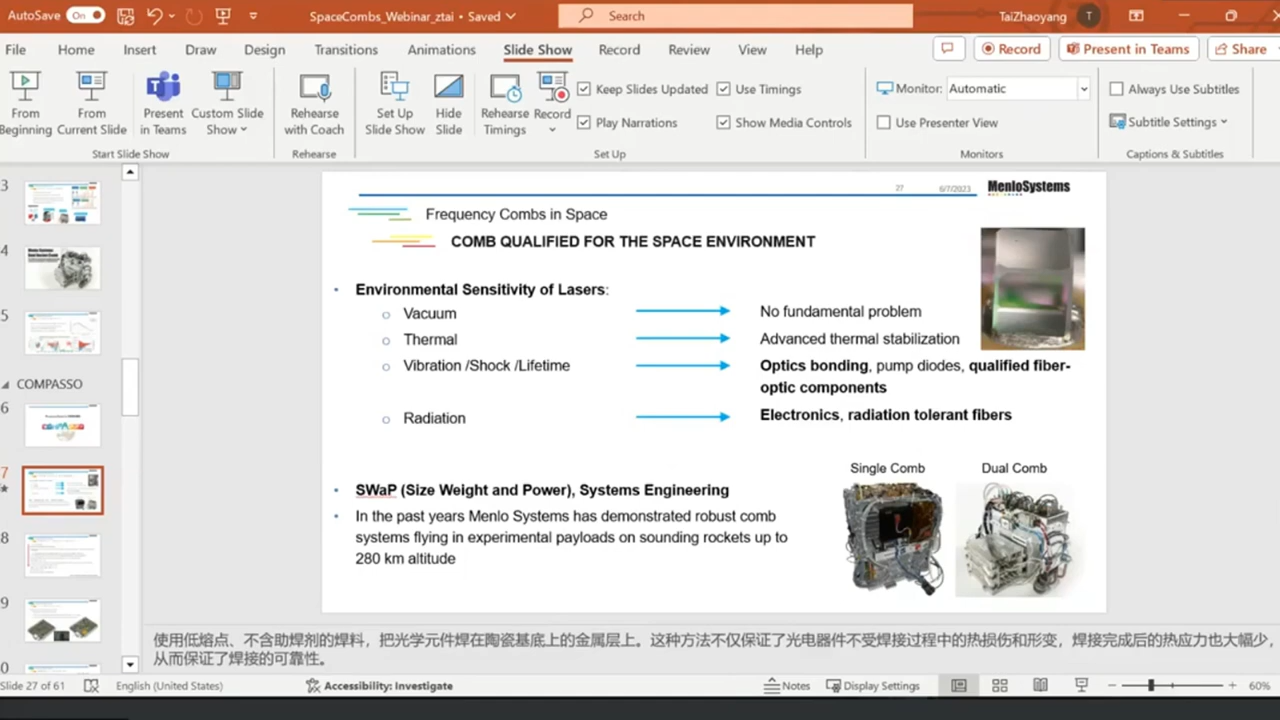 AutoSave On SpaceCombs_Webinar_ztai • Saved Search TaiZhaoyang T
File Home Insert Draw Design Transitions Animations Slide Show Record Review View Help Record Present in Teams Share
From Beginning
From Current Slide
Present in Teams
Custom Slide Show
Rehearse with Coach
Set Up Slide Show
Hide Slide
Rehearse Timings
Record
Keep Slides Updated
Use Timings
Play Narrations
Show Media Controls
Monitor: Automatic
Use Presenter View
Always Use Subtitles
Subtitle Settings
Start Slide Show
Rehearse
Set Up
Monitors
Captions & Subtitles
3
4
5
COMPASSO
6
7
8
9
0
27 6/7/2023 MenloSystems
Frequency Combs in Space
COMB QUALIFIED FOR THE SPACE ENVIRONMENT
• Environmental Sensitivity of Lasers:
o Vacuum No fundamental problem
o Thermal Advanced thermal stabilization
o Vibration /Shock /Lifetime Optics bonding, pump diodes, qualified fiber-
optic components
o Radiation Electronics, radiation tolerant fibers
Single Comb Dual Comb
• SWaP (Size Weight and Power), Systems Engineering
• In the past years Menlo Systems has demonstrated robust comb
systems flying in experimental payloads on sounding rockets up to
280 km altitude
使用低熔点、不含助焊剂的焊料，把光学元件焊在陶瓷基底上的金属层上。这种方法不仅保证了光电器件不受焊接过程中的热损伤和形变，焊接完成后的热应力也大幅少，
从而保证了焊接的可靠性。
Slide 27 of 61 English (United States) Accessibility: Investigate Notes Display Settings 60%